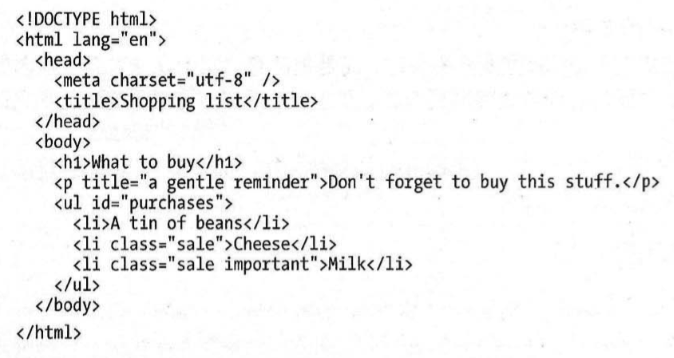 <!DOCTYPE html>
<html lang="en">
  <head>
    <meta charset="utf-8" />
    <title>Shopping list</title>
  </head>
  <body>
    <h1>What to buy</h1>
    <p title="a gentle reminder">Don't forget to buy this stuff.</p>
    <ul id="purchases">
      <li>A tin of beans</li>
      <li class="sale">Cheese</li>
      <li class="sale important">Milk</li>
    </ul>
  </body>
</html>